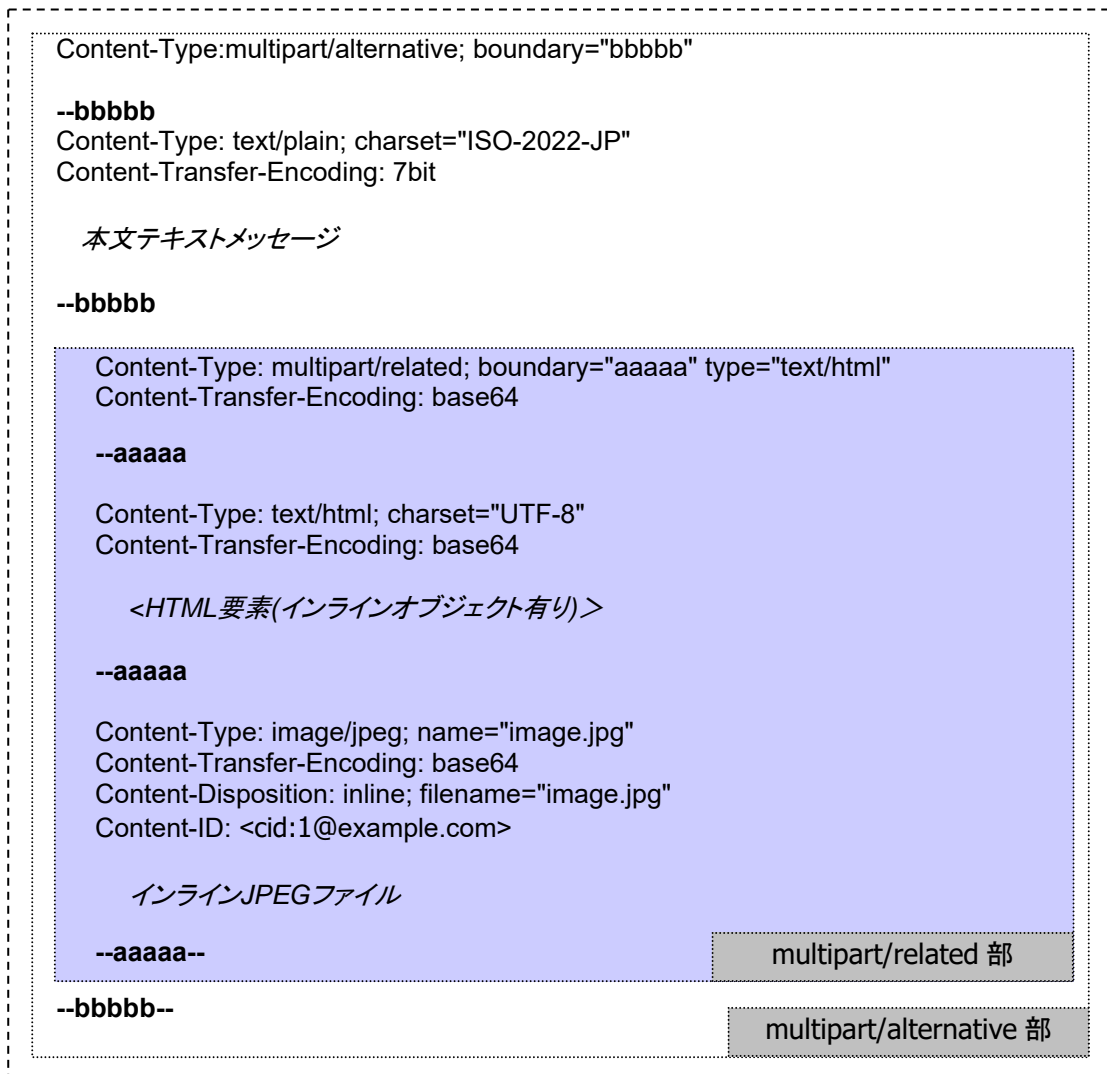 Content-Type:multipart/alternative; boundary="bbbbb"
--bbbbb
Content-Type: text/plain; charset="ISO-2022-JP"
Content-Transfer-Encoding: 7bit
本文テキストメッセージ
--bbbbb
Content-Type: multipart/related; boundary="aaaaa" type="text/html"
Content-Transfer-Encoding: base64
--aaaaa
Content-Type: text/html; charset="UTF-8"
Content-Transfer-Encoding: base64
<HTML要素(インラインオブジェクト有り)＞
--aaaaa
Content-Type: image/jpeg; name="image.jpg"
Content-Transfer-Encoding: base64
Content-Disposition: inline; filename="image.jpg"
Content-ID: <cid:1@example.com>
インラインJPEGファイル
--aaaaa--
multipart/related 部
--bbbbb--
multipart/alternative 部